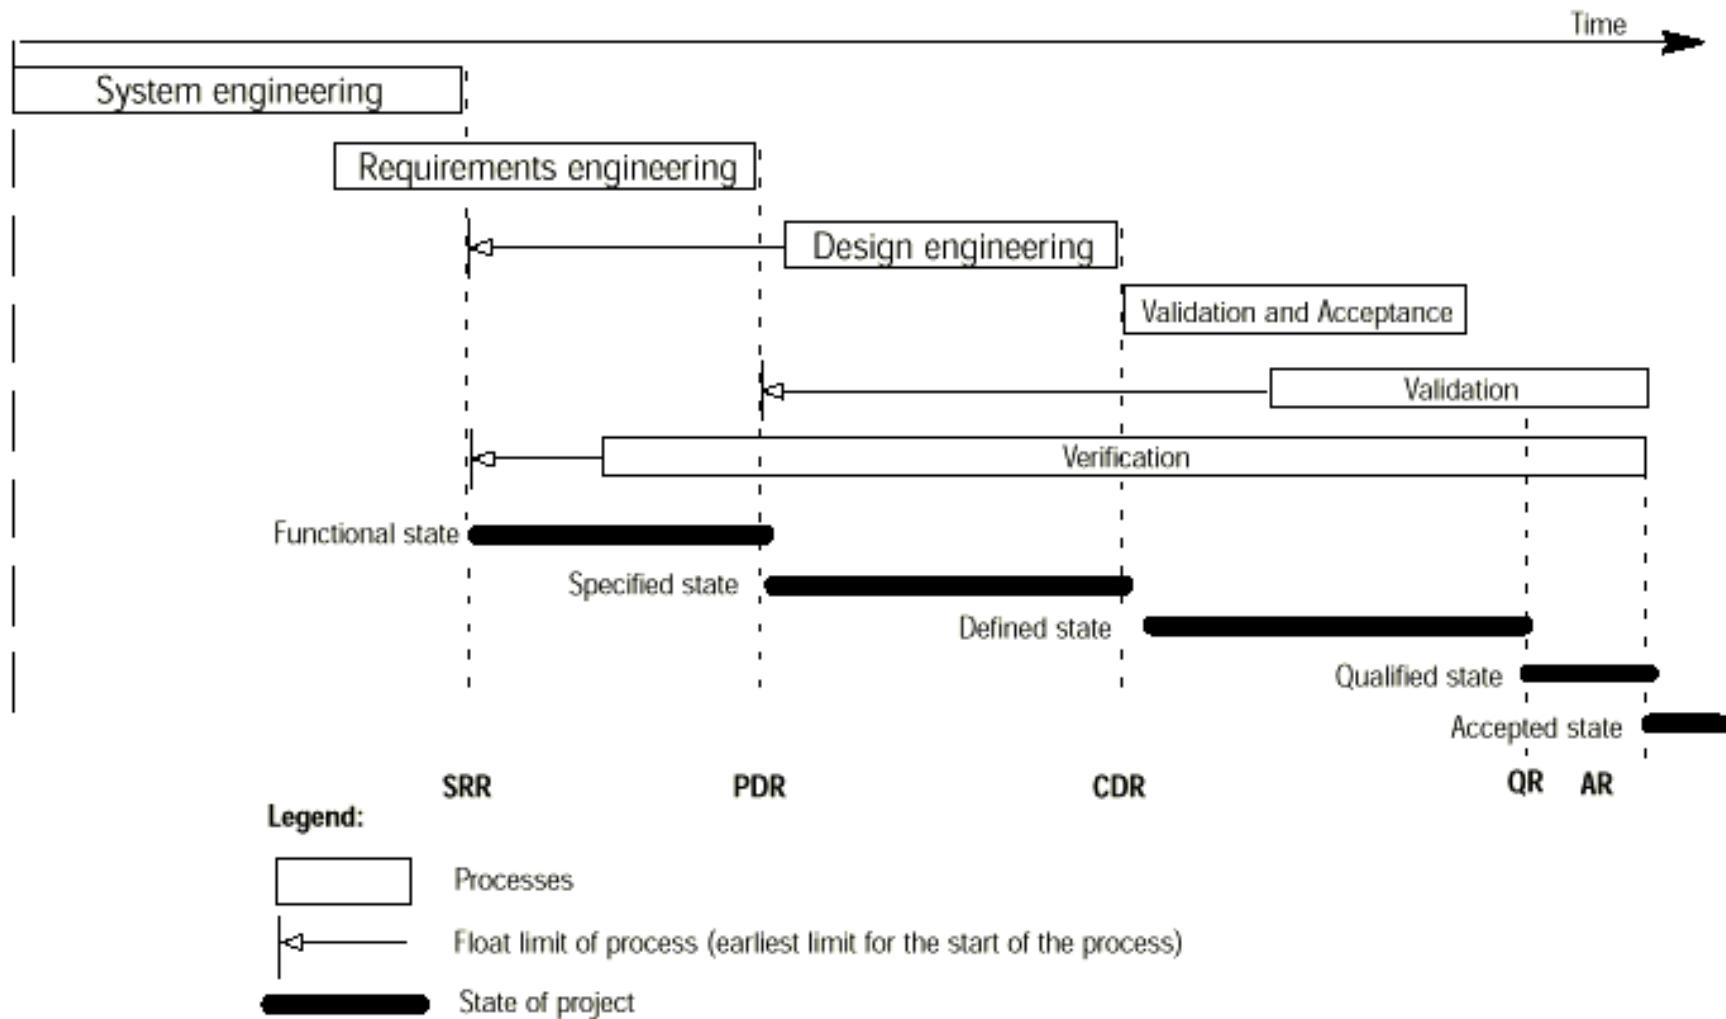 Time
System engineering
Requirements engineering
Design engineering
Validation and Acceptance
Validation
Verification
Functional state
Specified state
Defined state
Qualified state
Accepted state
SRR PDR CDR QR AR
Legend:
Processes
Float limit of process (earliest limit for the start of the process)
State of project